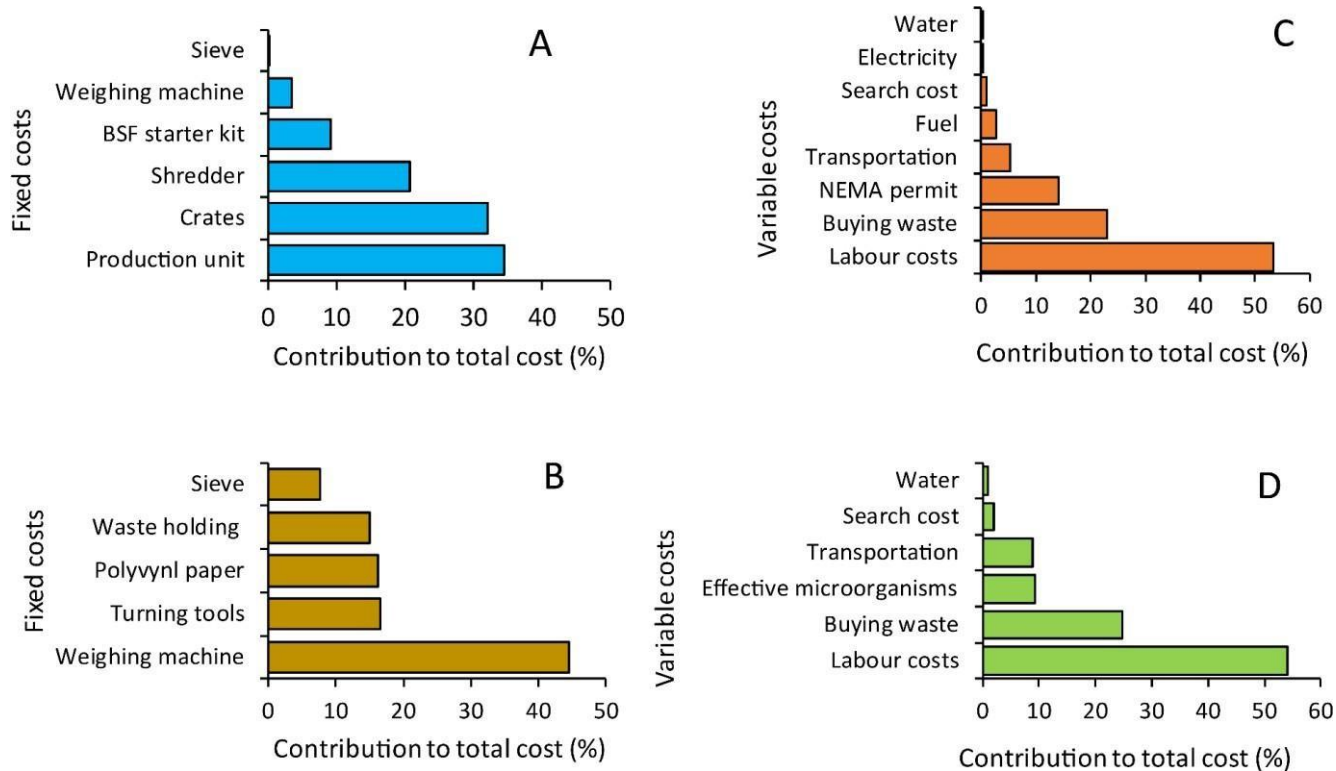 A
Fixed costs
Sieve
Weighing machine
BSF starter kit
Shredder
Crates
Production unit
0 10 20 30 40 50
Contribution to total cost (%)
C
Variable costs
Water
Electricity
Search cost
Fuel
Transportation
NEMA permit
Buying waste
Labour costs
0 10 20 30 40 50 60
Contribution to total cost (%)
B
Fixed costs
Sieve
Waste holding
Polyvynl paper
Turning tools
Weighing machine
0 10 20 30 40 50
Contribution to total cost (%)
D
Variable costs
Water
Search cost
Transportation
Effective microorganisms
Buying waste
Labour costs
0 10 20 30 40 50 60
Contribution to total cost (%)